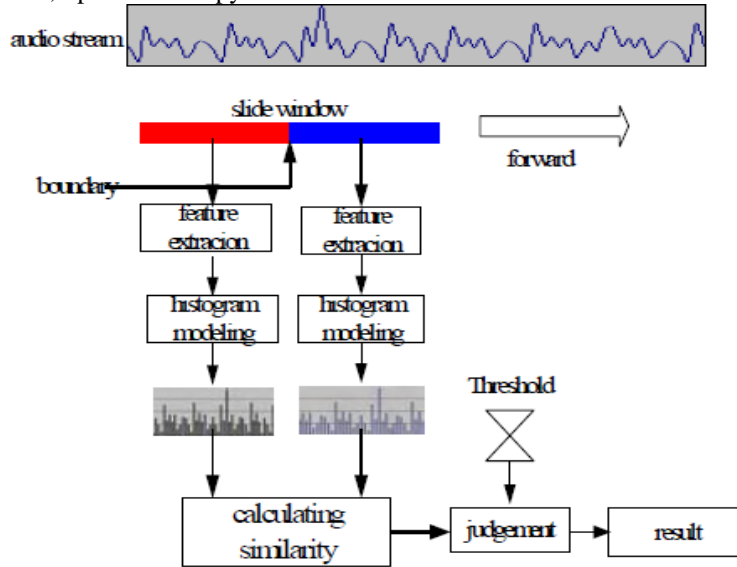 audio stream
slide window
forward
boundary
feature
extracion
feature
extracion
histogram
modeling
histogram
modeling
Threshold
calculating
similarity
judgement
result